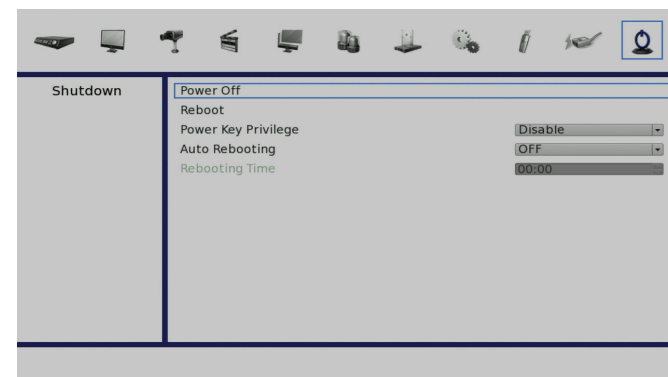 Shutdown
Power Off
Reboot
Power Key Privilege Disable
Auto Rebooting OFF
Rebooting Time 00:00